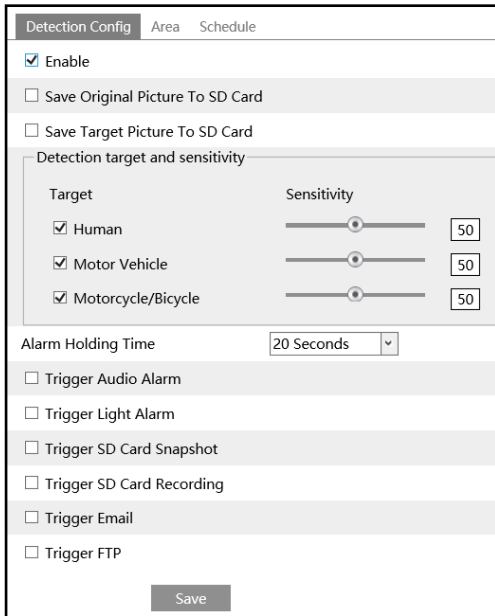 Detection Config Area Schedule
Enable
Save Original Picture To SD Card
Save Target Picture To SD Card
Detection target and sensitivity
Target Sensitivity
Human 50
Motor Vehicle 50
Motorcycle/Bicycle 50
Alarm Holding Time 20 Seconds
Trigger Audio Alarm
Trigger Light Alarm
Trigger SD Card Snapshot
Trigger SD Card Recording
Trigger Email
Trigger FTP
Save